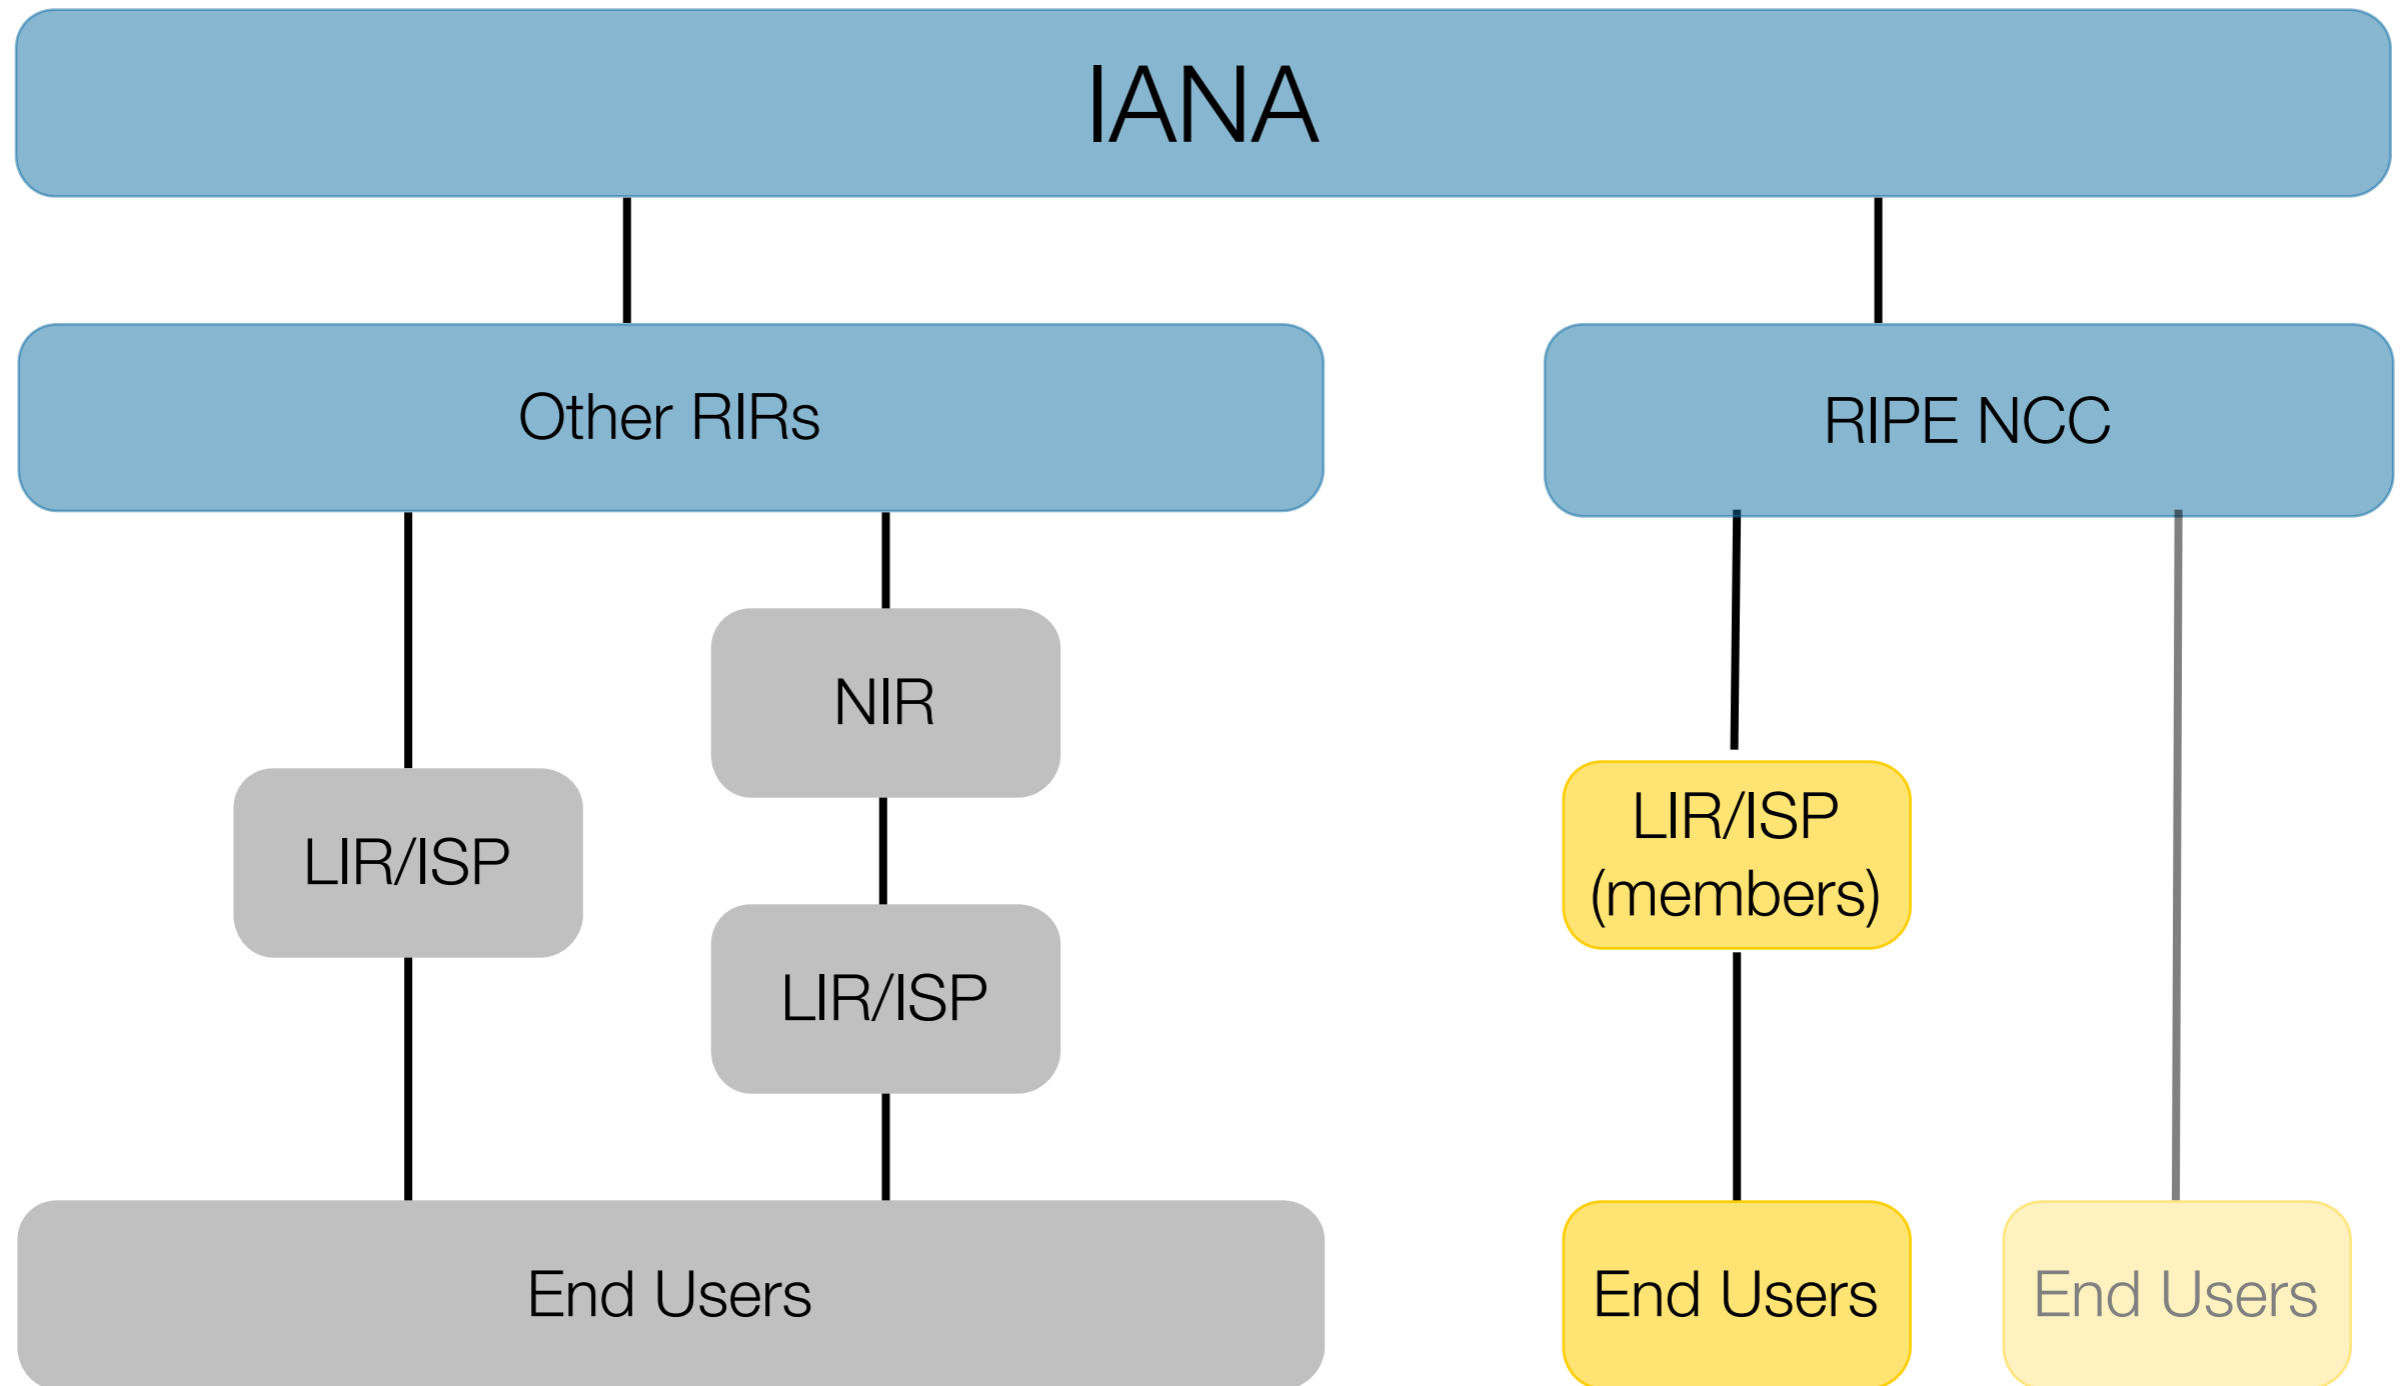 IANA
Other RIRs
RIPE NCC
NIR
LIR/ISP
(members)
LIR/ISP
LIR/ISP
End Users
End Users
End Users